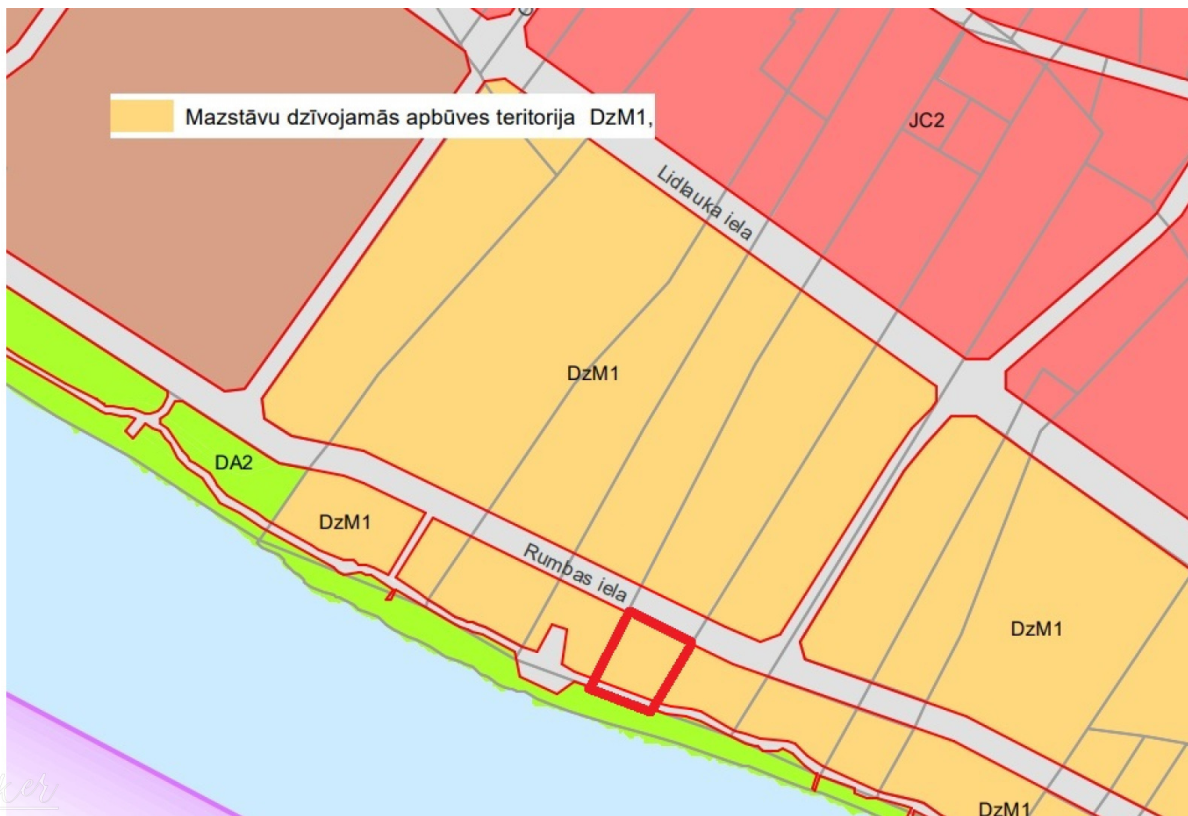 Mazstāvu dzīvojamās apbūves teritorija DzM1,
JC2
Lidlauka iela
DzM1
DA2
DzM1
Rumbas iela
DzM1
DzM1